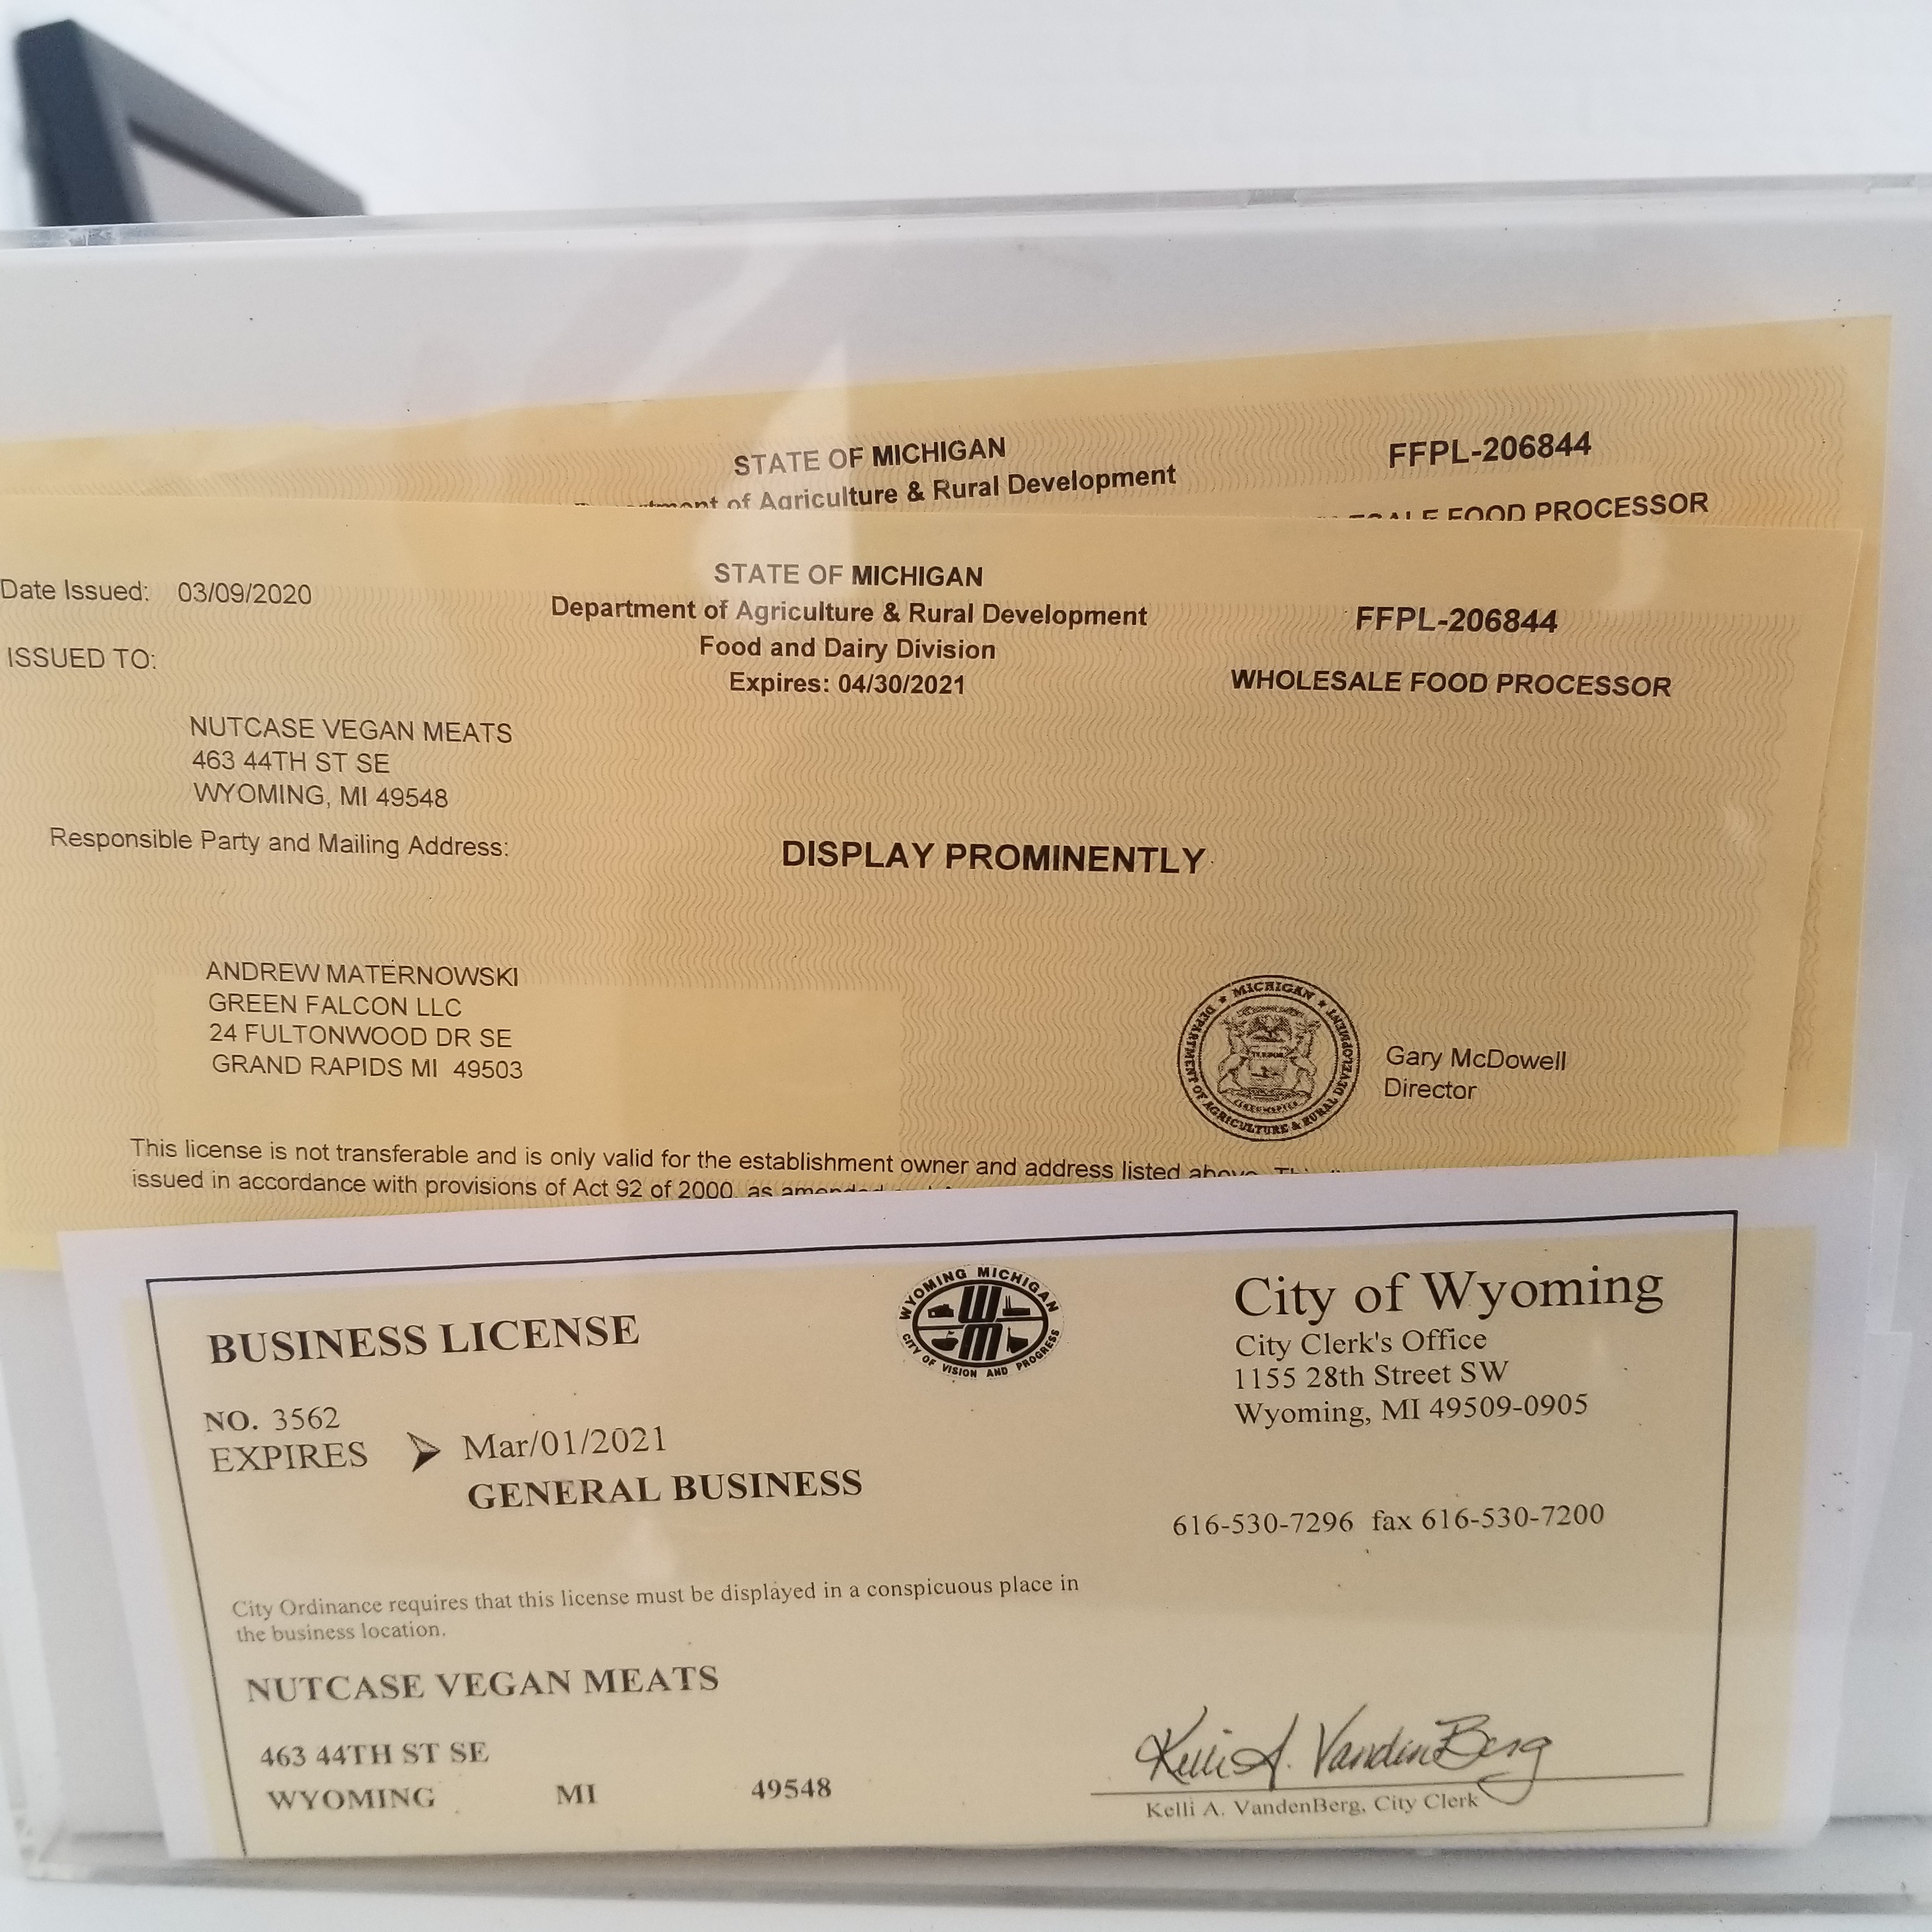 STATE OF MICHIGAN
of Agriculture & Rural Development
FFPL-206844
FOOD PROCESSOR
Date Issued: 03/09/2020
STATE OF MICHIGAN
Department of Agriculture & Rural Development
Food and Dairy Division
Expires: 04/30/2021
FFPL-206844
WHOLESALE FOOD PROCESSOR
ISSUED TO:
NUTCASE VEGAN MEATS
463 44TH ST SE
WYOMING, MI 49548
Responsible Party and Mailing Address:
DISPLAY PROMINENTLY
ANDREW MATERNOWSKI
GREEN FALCON LLC
24 FULTONWOOD DR SE
GRAND RAPIDS MI 49503
MICHIGAN
DEPARTMENT OF AGRICULTURE & RURAL DEVELOPMENT
Gary McDowell
Director
This license is not transferable and is only valid for the establishment owner and address listed above.
issued in accordance with provisions of Act 92 of 2000, as amended
BUSINESS LICENSE
NO. 3562
EXPIRES Mar/01/2021
GENERAL BUSINESS
WYOMING MICHIGAN
CITY OF VISION AND PROGRESS
City of Wyoming
City Clerk's Office
1155 28th Street SW
Wyoming, MI 49509-0905
616-530-7296 fax 616-530-7200
City Ordinance requires that this license must be displayed in a conspicuous place in
the business location.
NUTCASE VEGAN MEATS
463 44TH ST SE
WYOMING MI 49548
Kelli A. VandenBerg
Kelli A. VandenBerg, City Clerk